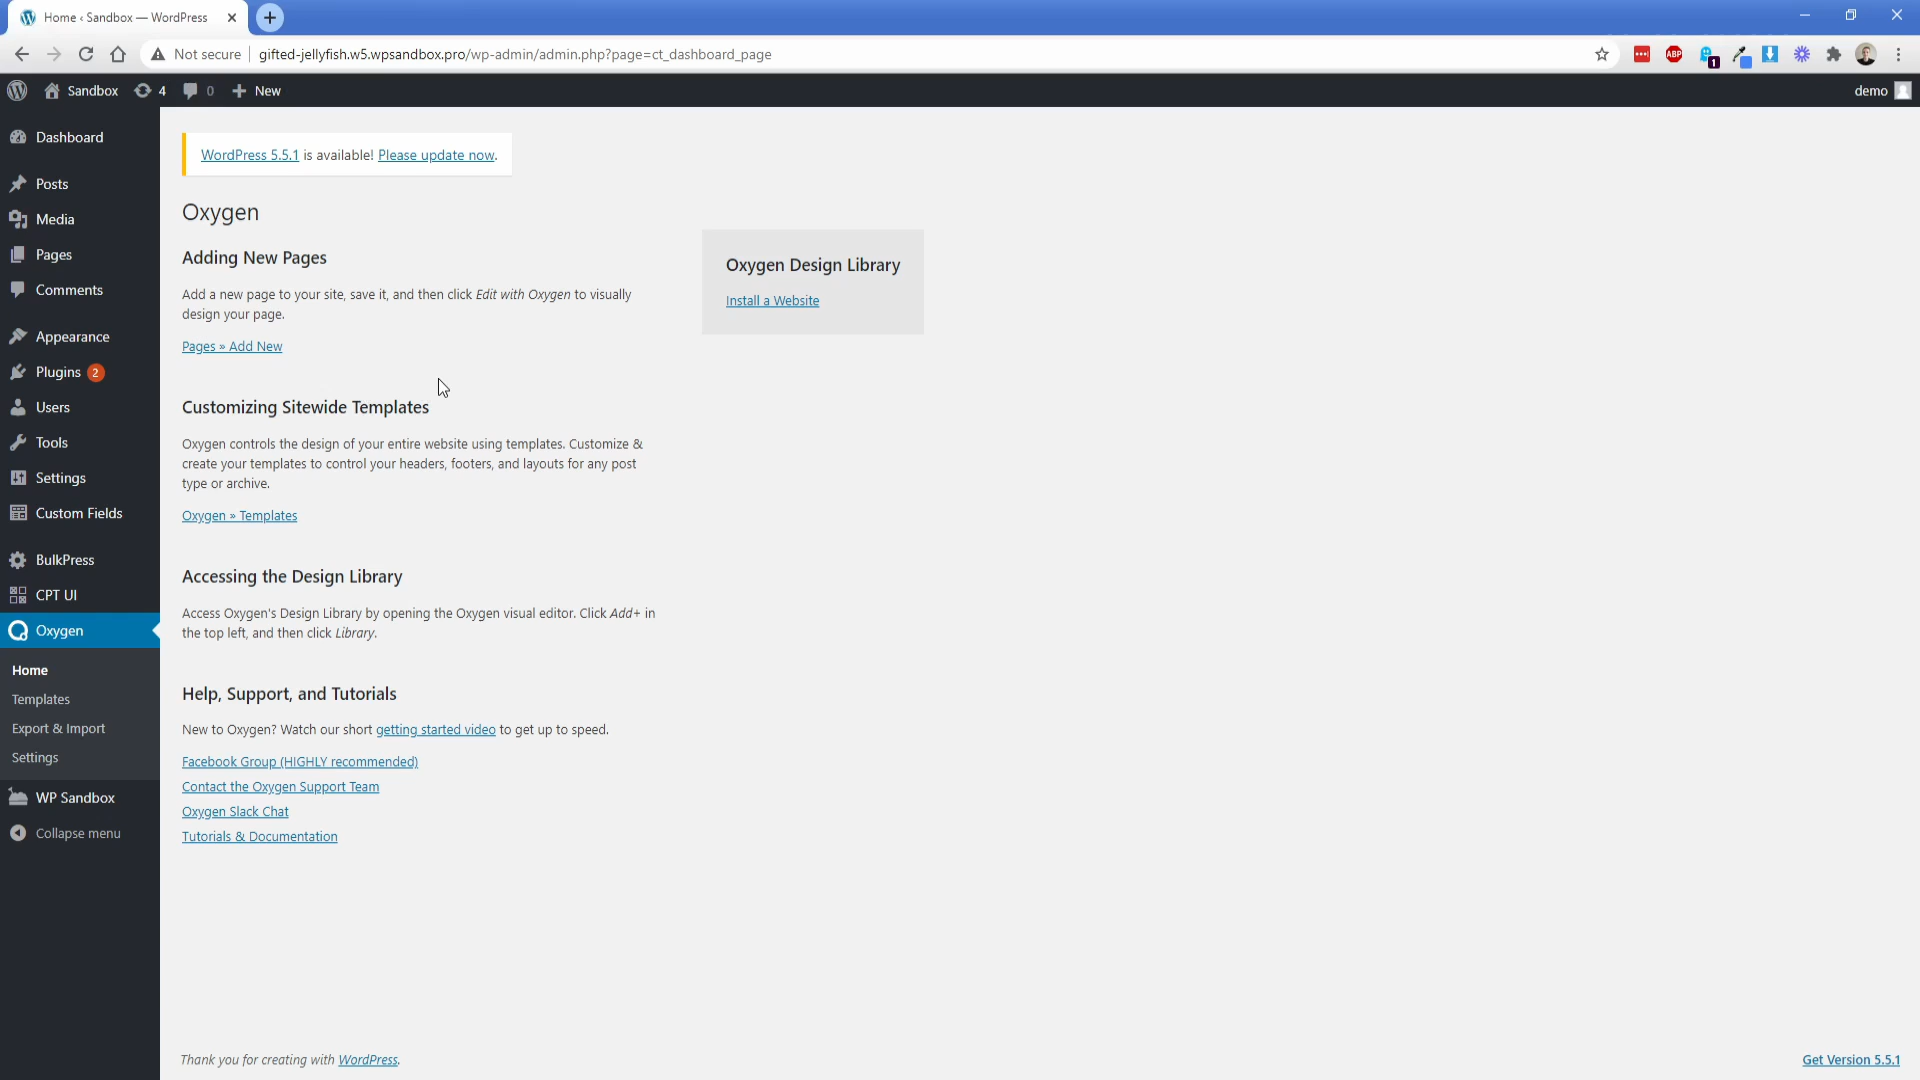 Home ‹ Sandbox — WordPress
Not secure
gifted-jellyfish.w5.wpsandbox.pro/wp-admin/admin.php?page=ct_dashboard_page
ABP
1
Sandbox
4
0
New
demo
Dashboard
Posts
Media
Pages
Comments
Appearance
Plugins 2
Users
Tools
Settings
Custom Fields
BulkPress
CPT UI
Oxygen
Home
Templates
Export & Import
Settings
WP Sandbox
Collapse menu
WordPress 5.5.1 is available! Please update now.
Oxygen
Adding New Pages
Add a new page to your site, save it, and then click Edit with Oxygen to visually
design your page.
Pages » Add New
Customizing Sitewide Templates
Oxygen controls the design of your entire website using templates. Customize &
create your templates to control your headers, footers, and layouts for any post
type or archive.
Oxygen » Templates
Accessing the Design Library
Access Oxygen's Design Library by opening the Oxygen visual editor. Click Add+ in
the top left, and then click Library.
Help, Support, and Tutorials
New to Oxygen? Watch our short getting started video to get up to speed.
Facebook Group (HIGHLY recommended)
Contact the Oxygen Support Team
Oxygen Slack Chat
Tutorials & Documentation
Oxygen Design Library
Install a Website
Thank you for creating with WordPress.
Get Version 5.5.1